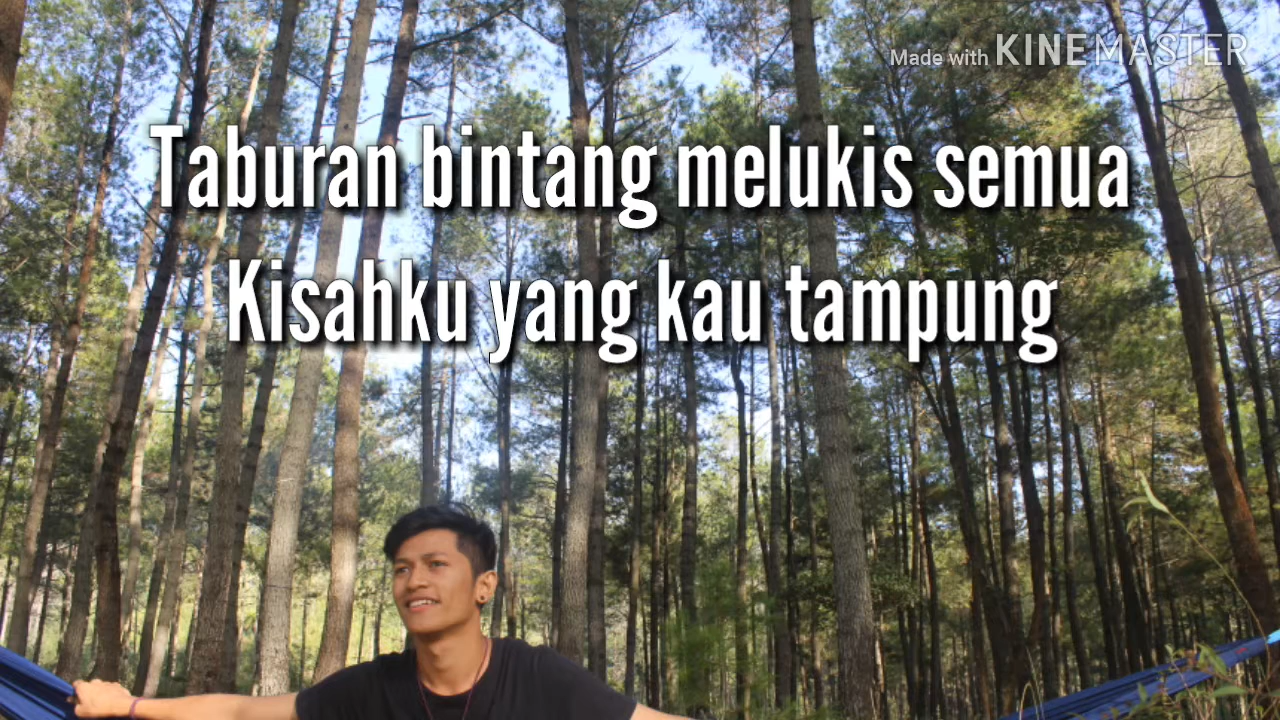 Made with KINEMASTER
Taburan bintang melukis semua
Kisahku yang kau tampung